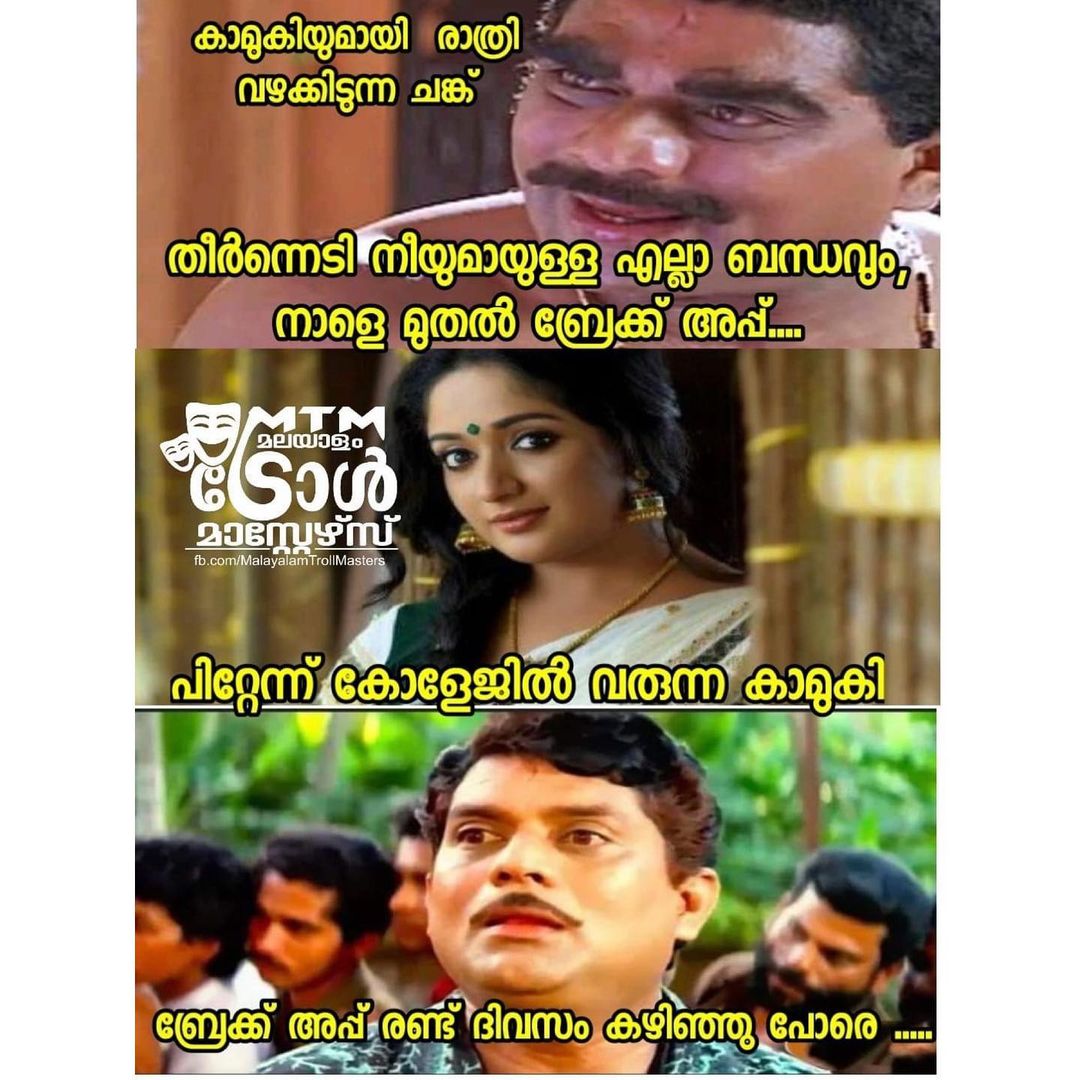 കാമുകിയുമായി രാത്രി
വഴക്കിടുന്ന ചങ്ക്
തീർന്നെടി നീയുമായുള്ള എല്ലാ ബന്ധവും,
നാളെ മുതൽ ബ്രേക്ക് അപ്പ്....
MTM
മലയാളം
ട്രോൾ
മാസ്റ്റേഴ്സ്
fb.com/MalayalamTrollMasters
പിറ്റേന്ന് കോളേജിൽ വരുന്ന കാമുകി
ബ്രേക്ക് അപ്പ് രണ്ട് ദിവസം കഴിഞ്ഞു പോരെ .....